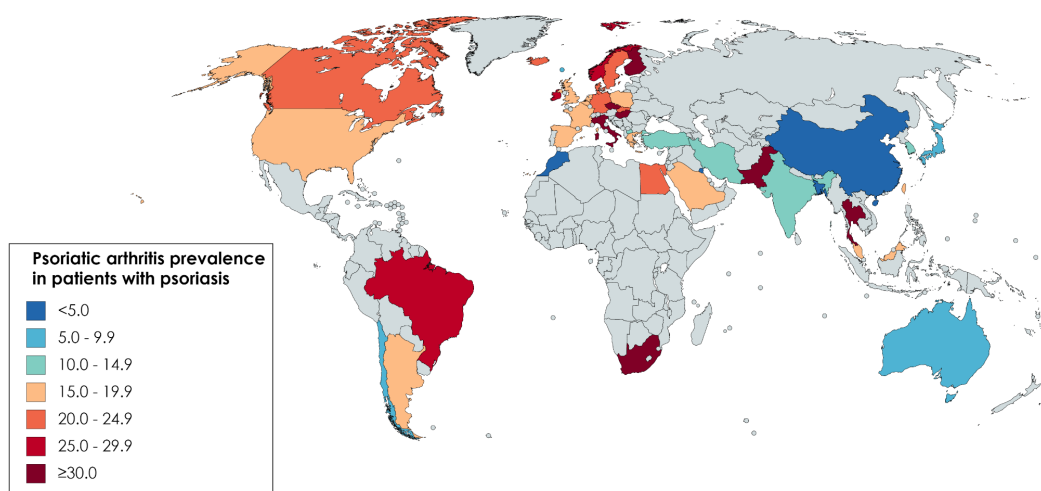 Psoriatic arthritis prevalence
in patients with psoriasis
<5.0
5.0 - 9.9
10.0 - 14.9
15.0 - 19.9
20.0 - 24.9
25.0 - 29.9
≥30.0